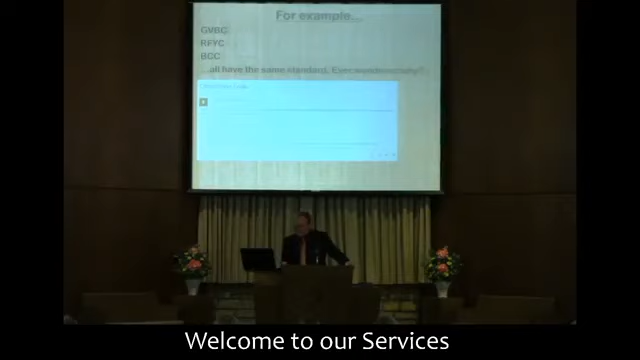 For example...
GVBC
RFYC
BCC
...all have the same standard. Ever wonder why?
Welcome to our Services